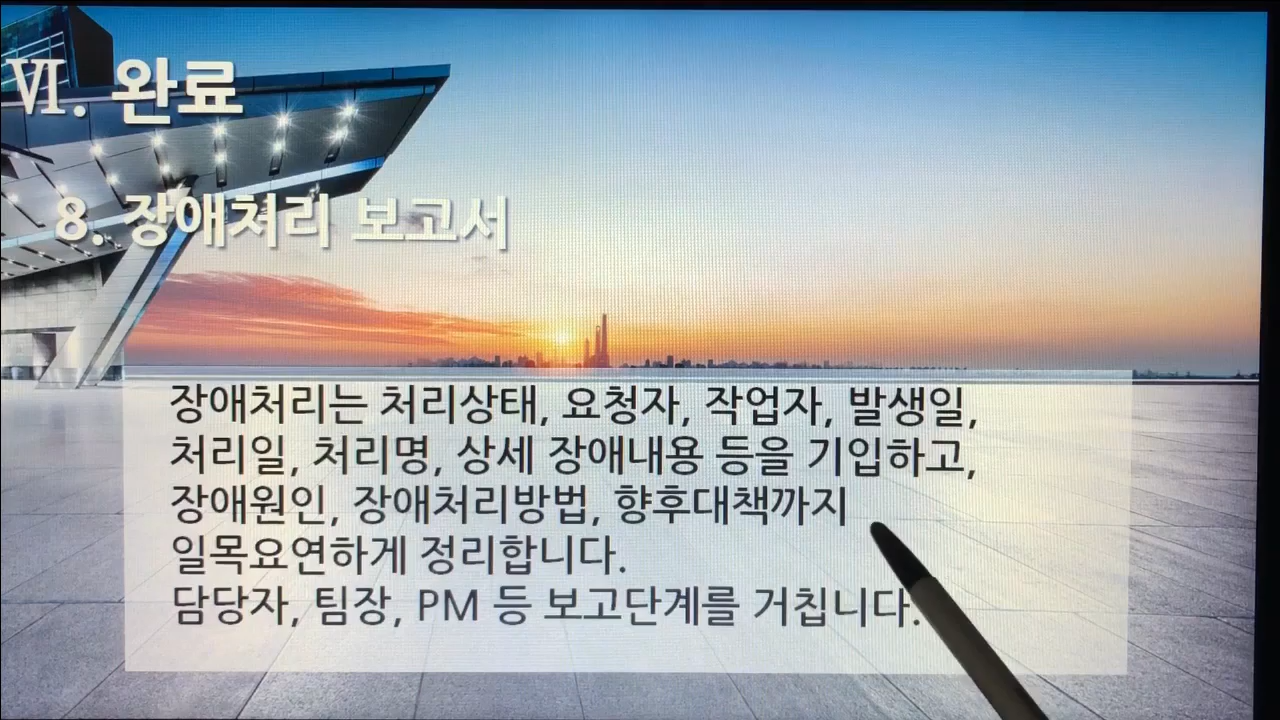 Ⅵ. 완료
8. 장애처리 보고서
장애처리는 처리상태, 요청자, 작업자, 발생일,
처리일, 처리명, 상세 장애내용 등을 기입하고,
장애원인, 장애처리방법, 향후대책까지
일목요연하게 정리합니다.
담당자, 팀장, PM 등 보고단계를 거칩니다.